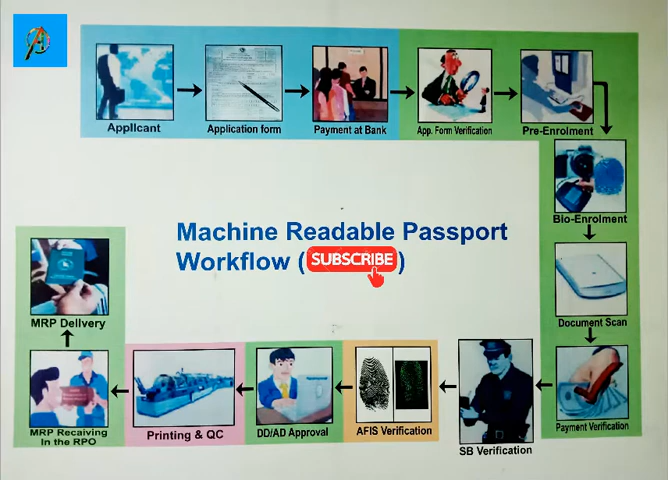 Applicant
Application form
Payment at Bank
App. Form Verification
Pre-Enrolment
Bio-Enrolment
Document Scan
Payment Verification
SB Verification
AFIS Verification
DD/AD Approval
Printing & QC
MRP Recaiving
In the RPO
MRP Delivery
Machine Readable Passport
Workflow (SUBSCRIBE)